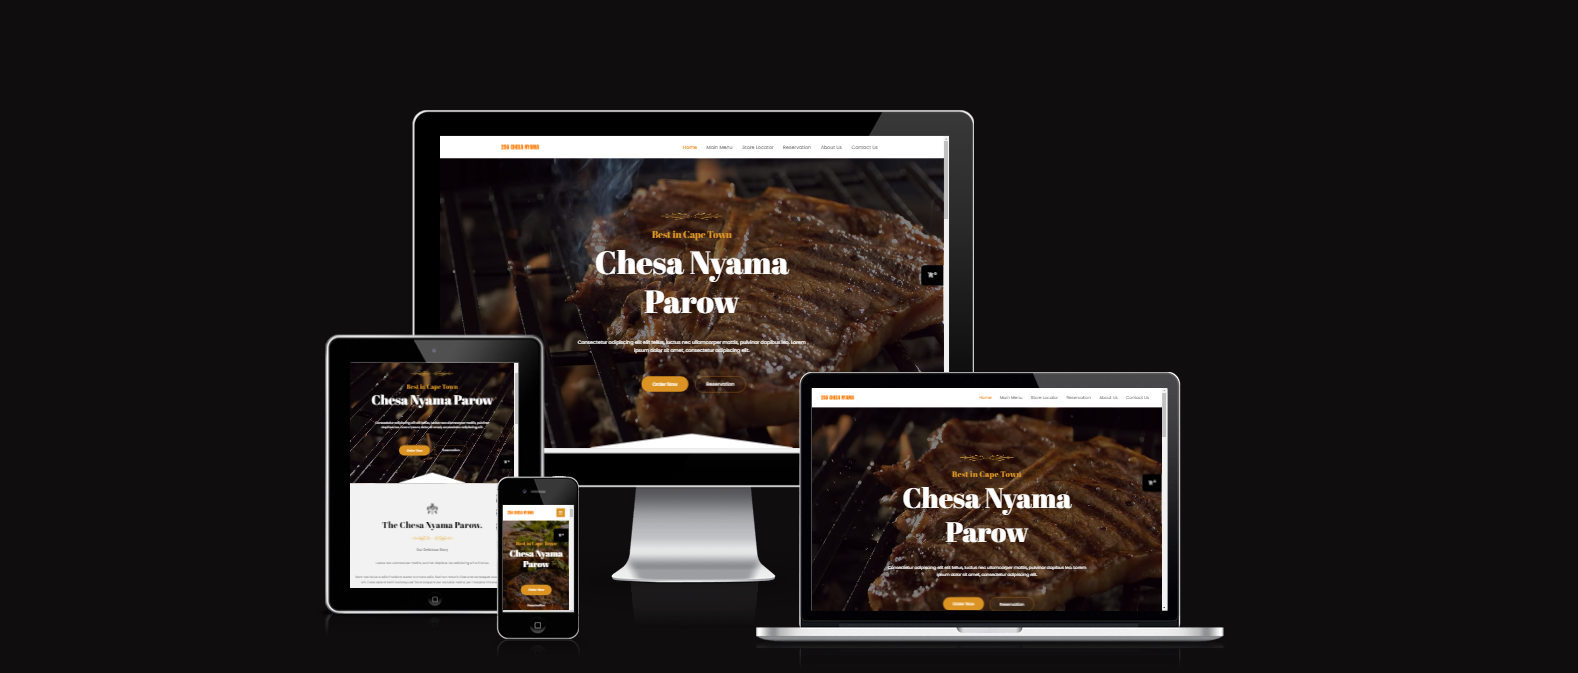 25A CHESA NYAMA
Home Main Menu Store Locator Reservation About Us Contact Us
Best in Cape Town
Chesa Nyama
Parow
Consectetur adipiscing elit elit tellus, luctus nec ullamcorper mattis, pulvinar dapibus leo. Lorem
ipsum dolor sit amet, consectetur adipiscing elit.
Order Now Reservation
Best in Cape Town
Chesa Nyama Parow
Order Now Reservation
The Chesa Nyama Parow.
Our Delicious Story
25A CHESA NYAMA
Best in Cape Town
Chesa Nyama
Parow
Order Now
Reservation
25A CHESA NYAMA
Home Main Menu Store Locator Reservation About Us Contact Us
Best in Cape Town
Chesa Nyama
Parow
Consectetur adipiscing elit elit tellus, luctus nec ullamcorper mattis, pulvinar dapibus leo. Lorem
ipsum dolor sit amet, consectetur adipiscing elit.
Order Now Reservation